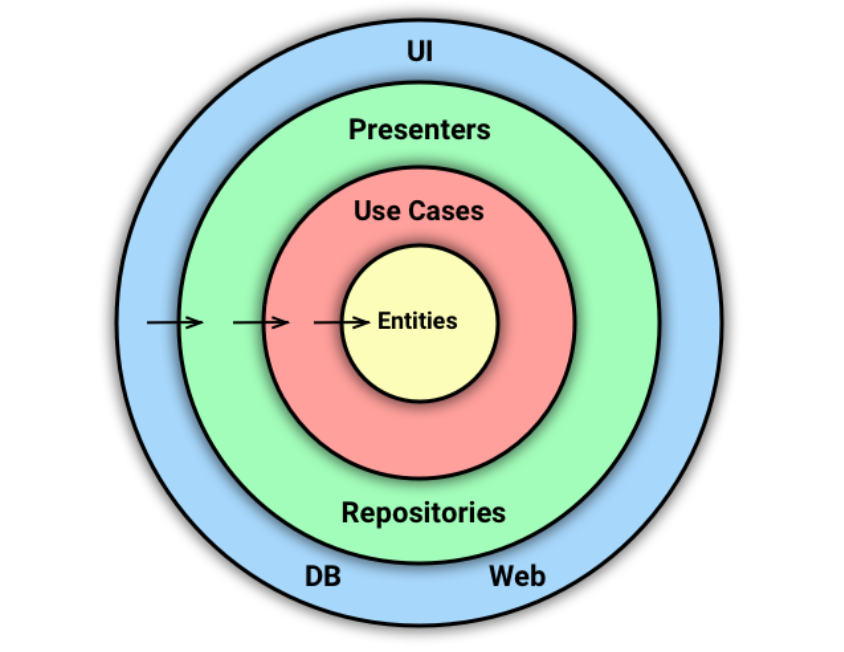 UI
Presenters
Use Cases
Entities
Repositories
DB
Web